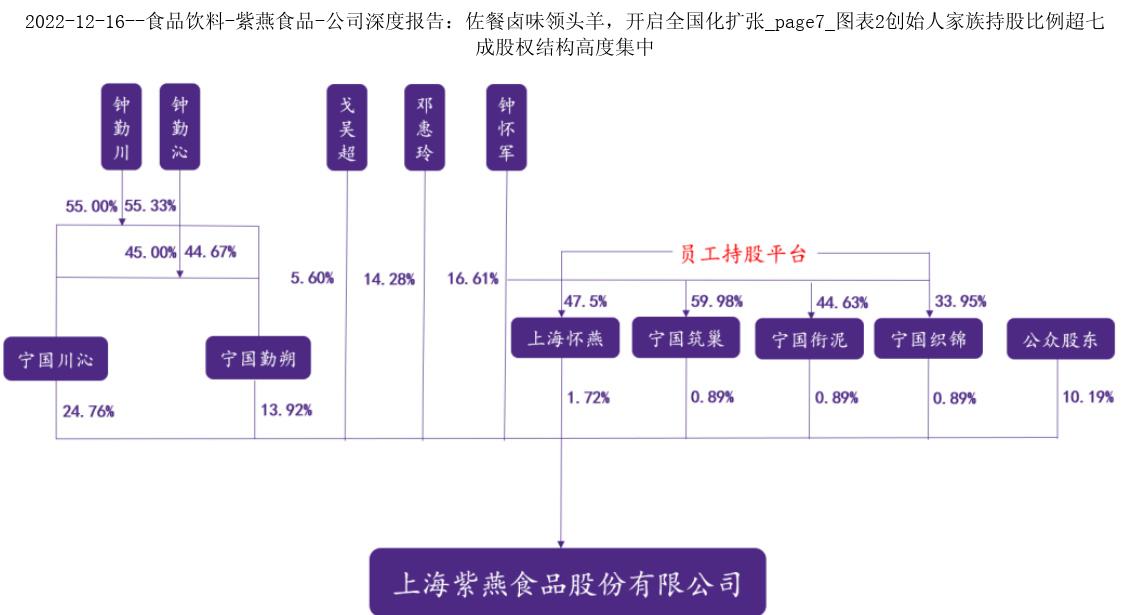 2022-12-16--食品饮料-紫燕食品-公司深度报告：佐餐卤味领头羊，开启全国化扩张_page7_图表2创始人家族持股比例超七
成股权结构高度集中
钟勤川
钟勤沁
戈吴超
邓惠玲
钟怀军
55.00%
55.33%
45.00%
44.67%
5.60%
14.28%
16.61%
员工持股平台
47.5%
59.98%
44.63%
33.95%
宁国川沁
宁国勤朔
上海怀燕
宁国筑巢
宁国衔泥
宁国织锦
公众股东
24.76%
13.92%
1.72%
0.89%
0.89%
0.89%
10.19%
上海紫燕食品股份有限公司